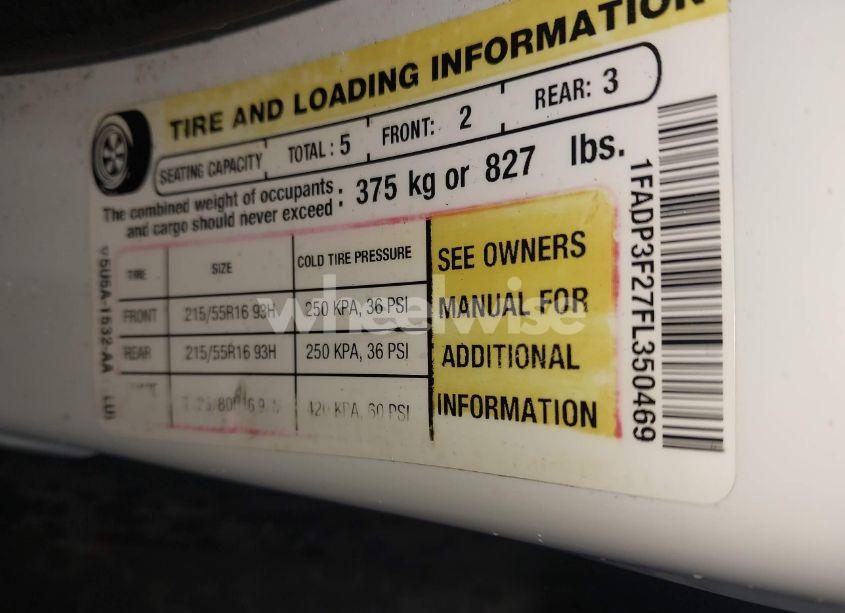 TIRE AND LOADING INFORMATION
SEATING CAPACITY TOTAL : 5 FRONT: 2 REAR: 3
The combined weight of occupants
and cargo should never exceed : 375 kg or 827 lbs.
TIRE SIZE COLD TIRE PRESSURE
FRONT 215/55R16 93H 250 KPA, 36 PSI
REAR 215/55R16 93H 250 KPA, 36 PSI
420 KPA, 60 PSI
SEE OWNERS
MANUAL FOR
ADDITIONAL
INFORMATION
1FADP3F27FL350469
wheelwise